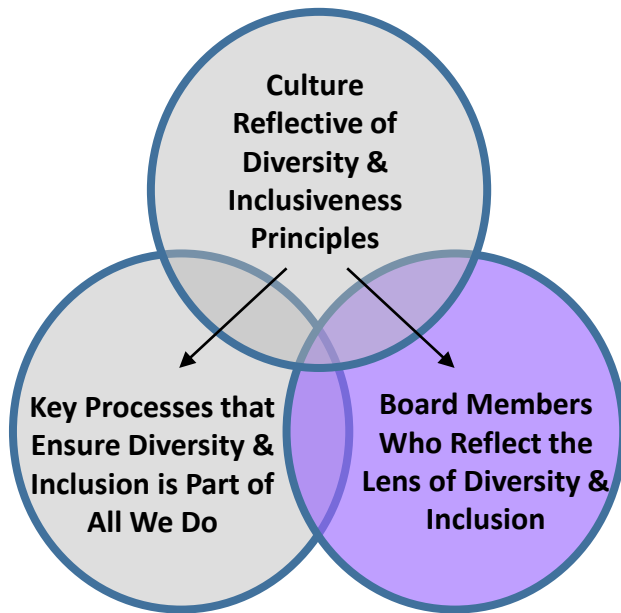 Culture
Reflective of
Diversity &
Inclusiveness
Principles
Key Processes that
Ensure Diversity &
Inclusion is Part of
All We Do
Board Members
Who Reflect the
Lens of Diversity &
Inclusion